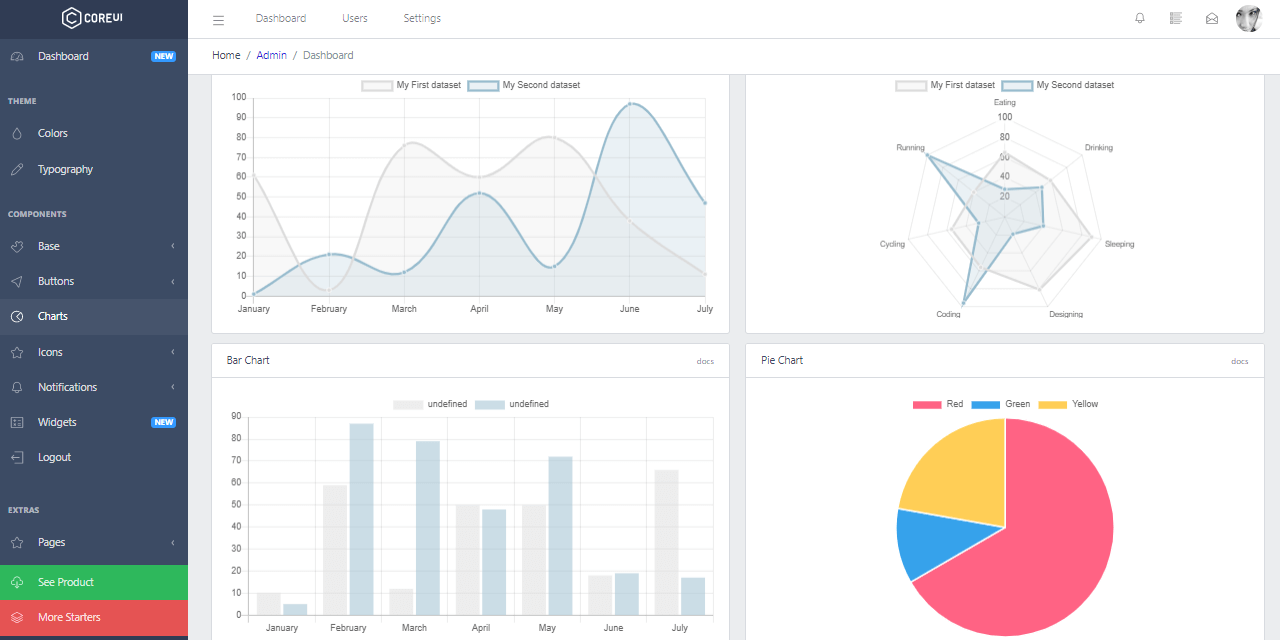 COREUI
Dashboard Users Settings
Home / Admin / Dashboard
Dashboard NEW
THEME
Colors
Typography
COMPONENTS
Base
Buttons
Charts
Icons
Notifications
Widgets NEW
Logout
EXTRAS
Pages
See Product
More Starters
My First dataset My Second dataset
100
90
80
70
60
50
40
30
20
10
0
January February March April May June July
My First dataset My Second dataset
Eating
100
80
60
40
20
Drinking
Sleeping
Designing
Coding
Cycling
Running
Bar Chart docs
undefined undefined
90
80
70
60
50
40
30
20
10
0
January February March April May June July
Pie Chart docs
Red Green Yellow